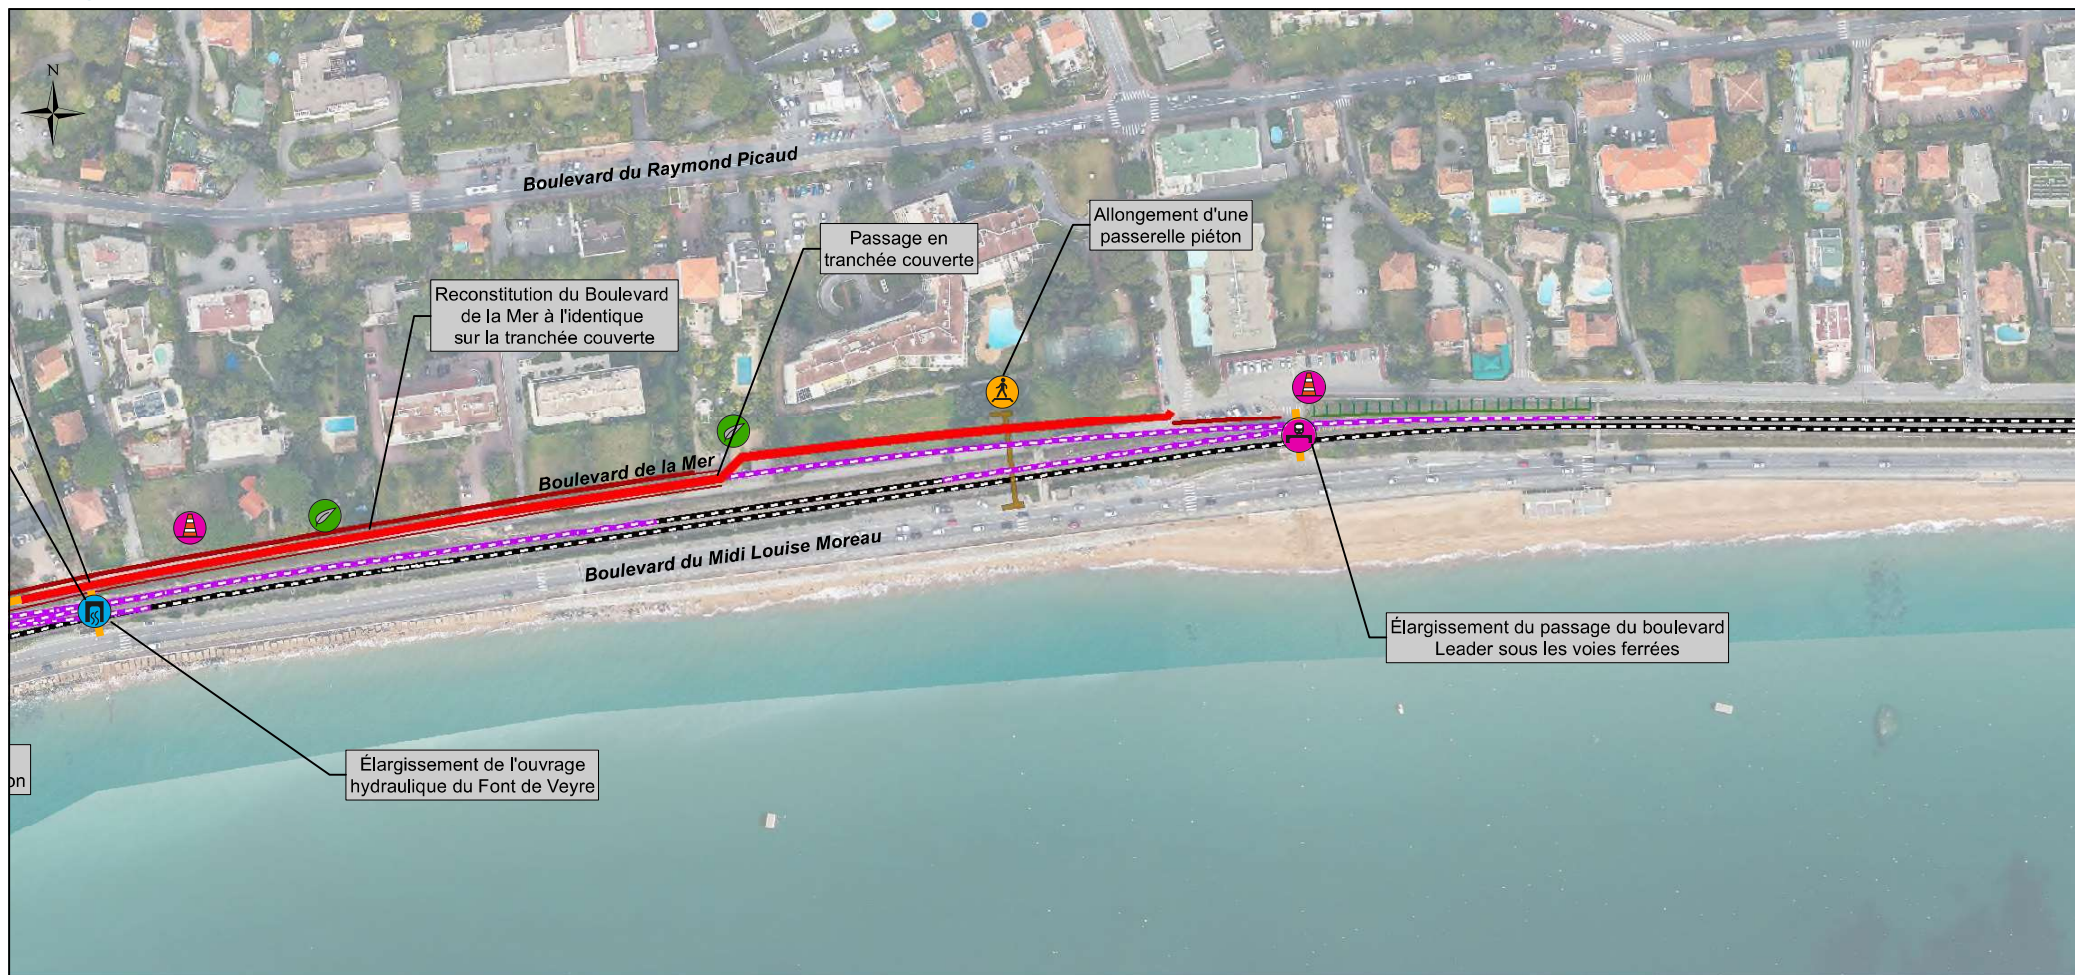 N
Boulevard du Raymond Picaud
Allongement d'une
passerelle piéton
Passage en
tranchée couverte
Reconstitution du Boulevard
de la Mer à l'identique
sur la tranchée couverte
Boulevard de la Mer
Boulevard du Midi Louise Moreau
Élargissement du passage du boulevard
Leader sous les voies ferrées
Élargissement de l'ouvrage
hydraulique du Font de Veyre
on